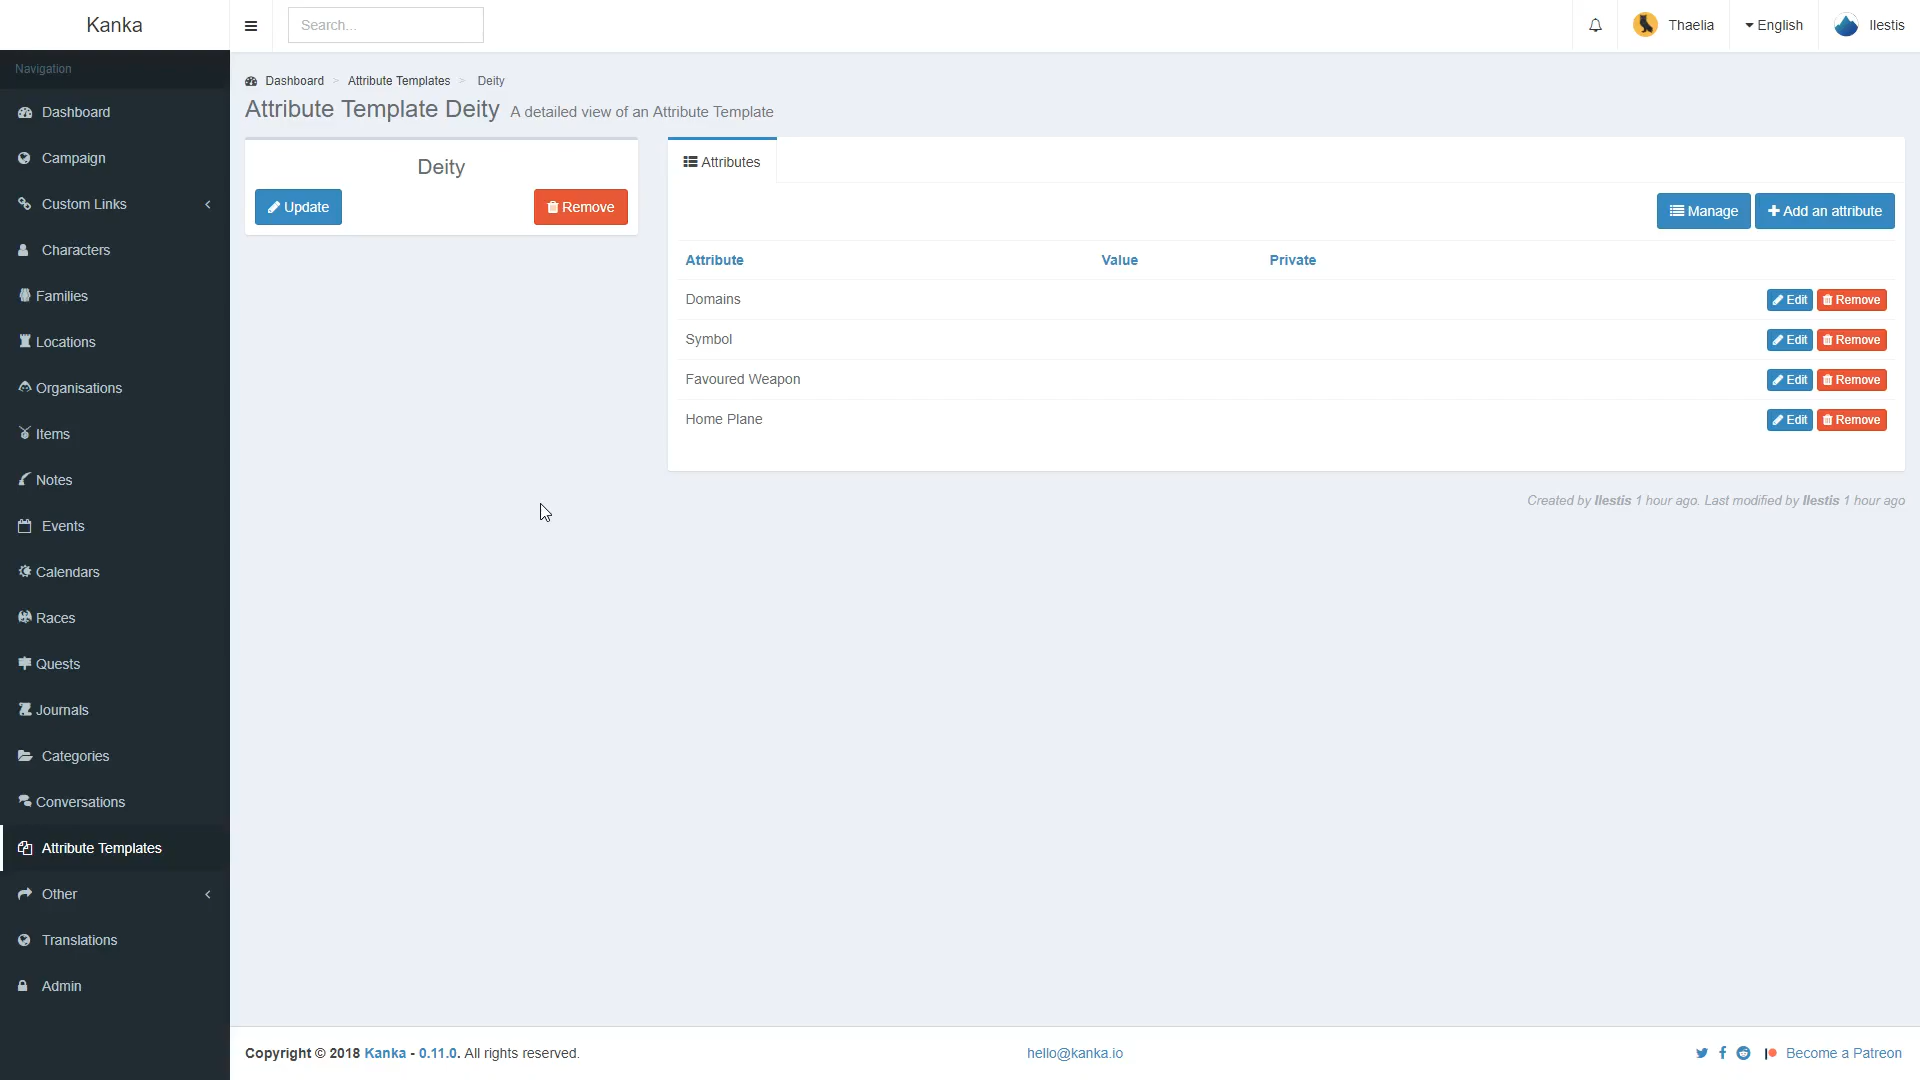 Kanka
Search...
Thaelia
English
Ilestis
Navigation
Dashboard
Campaign
Custom Links
Characters
Families
Locations
Organisations
Items
Notes
Events
Calendars
Races
Quests
Journals
Categories
Conversations
Attribute Templates
Other
Translations
Admin
Dashboard > Attribute Templates > Deity
Attribute Template Deity A detailed view of an Attribute Template
Deity
Update Remove
Attributes
Manage Add an attribute
Attribute Value Private
Domains Edit Remove
Symbol Edit Remove
Favoured Weapon Edit Remove
Home Plane Edit Remove
Created by Ilestis 1 hour ago. Last modified by Ilestis 1 hour ago
Copyright © 2018 Kanka - 0.11.0. All rights reserved. hello@kanka.io Become a Patreon